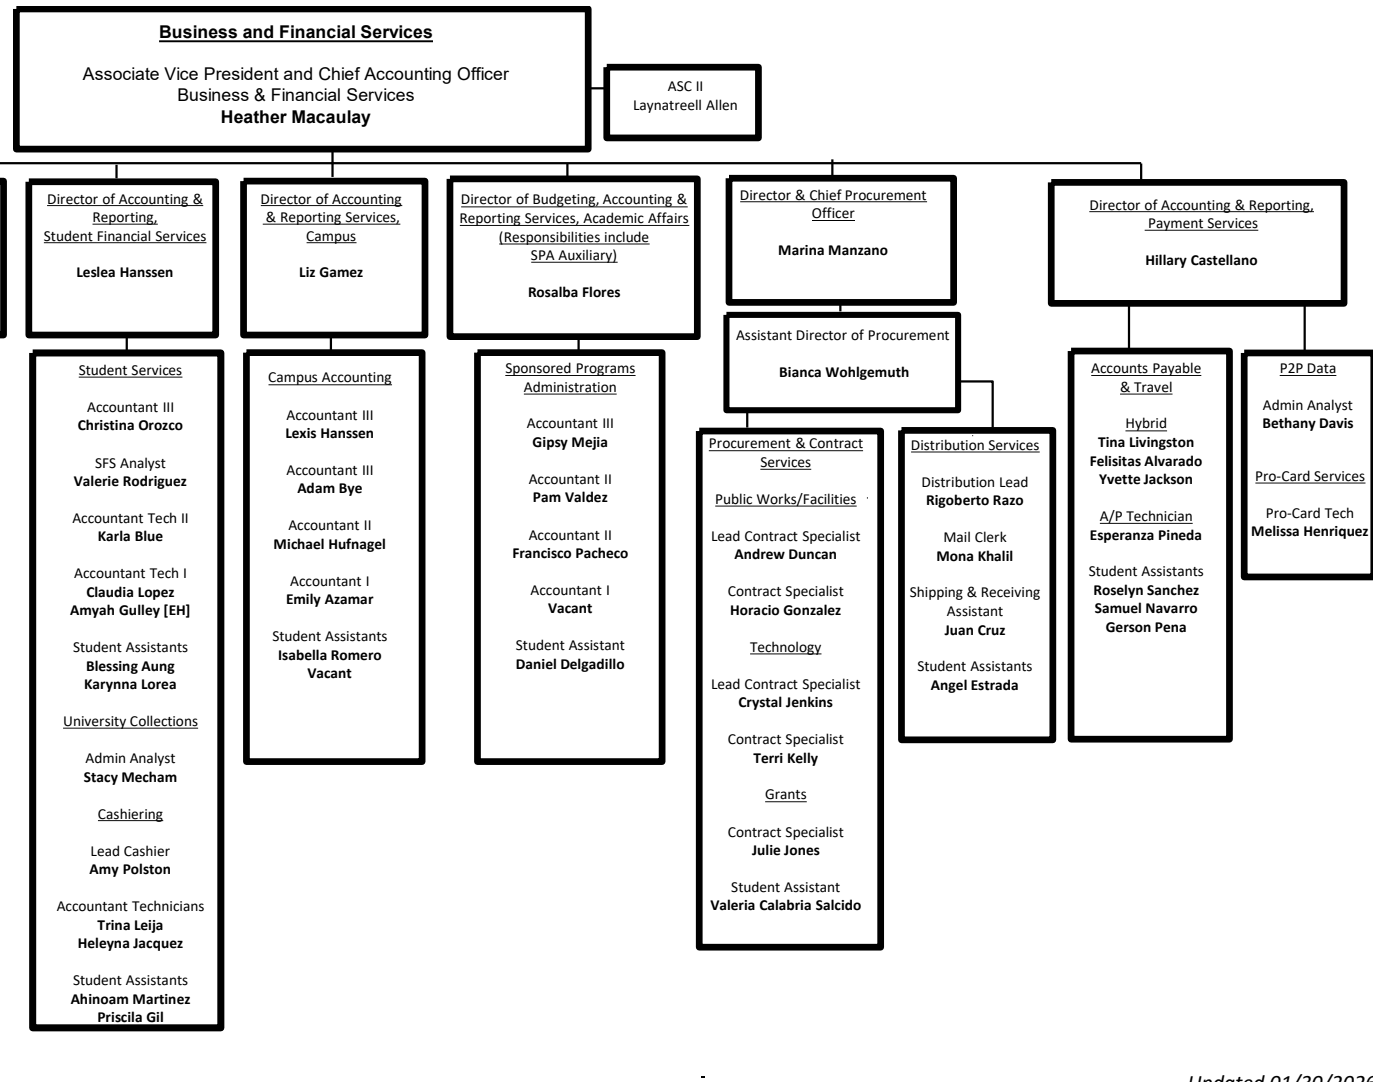 Business and Financial Services
Associate Vice President and Chief Accounting Officer
Business & Financial Services
Heather Macaulay
ASC II
Laynatreell Allen
Director of Accounting &
Reporting,
Student Financial Services
Leslea Hanssen
Director of Accounting
& Reporting Services,
Campus
Liz Gamez
Director of Budgeting, Accounting &
Reporting Services, Academic Affairs
(Responsibilities include
SPA Auxiliary)
Rosalba Flores
Director & Chief Procurement
Officer
Marina Manzano
Director of Accounting & Reporting,
Payment Services
Hillary Castellano
Assistant Director of Procurement
Bianca Wohlgemuth
Student Services
Accountant III
Christina Orozco
SFS Analyst
Valerie Rodriguez
Accountant Tech II
Karla Blue
Accountant Tech I
Claudia Lopez
Amyah Gulley [EH]
Student Assistants
Blessing Aung
Karynna Lorea
University Collections
Admin Analyst
Stacy Mecham
Cashiering
Lead Cashier
Amy Polston
Accountant Technicians
Trina Leija
Heleyna Jacquez
Student Assistants
Ahinoam Martinez
Priscila Gil
Campus Accounting
Accountant III
Lexis Hanssen
Accountant III
Adam Bye
Accountant II
Michael Hufnagel
Accountant I
Emily Azamar
Student Assistants
Isabella Romero
Vacant
Sponsored Programs
Administration
Accountant III
Gipsy Mejia
Accountant II
Pam Valdez
Accountant II
Francisco Pacheco
Accountant I
Vacant
Student Assistant
Daniel Delgadillo
Procurement & Contract
Services
Public Works/Facilities
Lead Contract Specialist
Andrew Duncan
Contract Specialist
Horacio Gonzalez
Technology
Lead Contract Specialist
Crystal Jenkins
Contract Specialist
Terri Kelly
Grants
Contract Specialist
Julie Jones
Student Assistant
Valeria Calabria Salcido
Distribution Services
Distribution Lead
Rigoberto Razo
Mail Clerk
Mona Khalil
Shipping & Receiving
Assistant
Juan Cruz
Student Assistants
Angel Estrada
Accounts Payable
& Travel
Hybrid
Tina Livingston
Felisitas Alvarado
Yvette Jackson
A/P Technician
Esperanza Pineda
Student Assistants
Roselyn Sanchez
Samuel Navarro
Gerson Pena
P2P Data
Admin Analyst
Bethany Davis
Pro-Card Services
Pro-Card Tech
Melissa Henriquez
Updated 01/30/2026